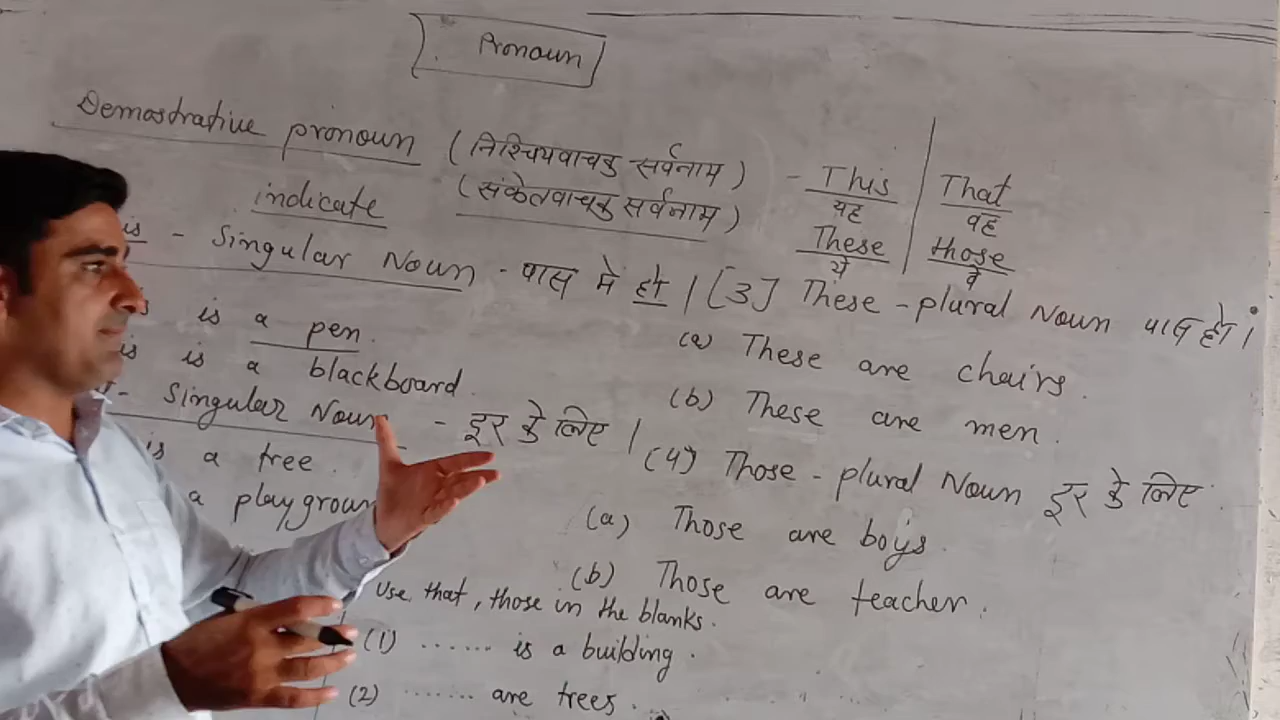 Pronoun
Demostrative pronoun (निश्चियवाचक सर्वनाम)
indicate (संकेतवाचक सर्वनाम)
- This
यह
These
ये
That
वह
those
वे
is - Singular Noun - पास में हो |
is a pen.
is is a blackboard.
- Singular Noun - दूर के लिए |
is a tree.
a playground
[3] These - plural Noun पास हो।
(a) These are chairs.
(b) These are men.
(4) Those - plural Noun दूर के लिए
(a) Those are boys.
(b) Those are teacher.
Use that, those in the blanks.
(1) ....... is a building.
(2) ....... are trees.